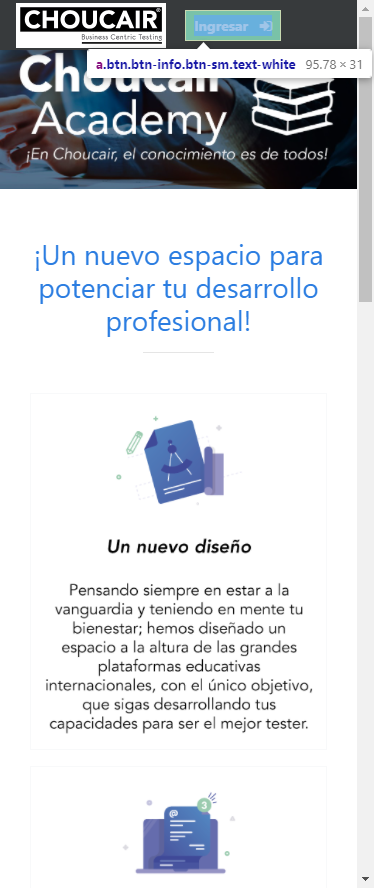 CHOUCAIR
Business Centric Testing
Ingresar
a.btn.btn-info.btn-sm.text-white 95.78 × 31
Choucair
Academy
¡En Choucair, el conocimiento es de todos!
¡Un nuevo espacio para
potenciar tu desarrollo
profesional!
Un nuevo diseño
Pensando siempre en estar a la
vanguardia y teniendo en mente tu
bienestar; hemos diseñado un
espacio a la altura de las grandes
plataformas educativas
internacionales, con el único objetivo,
que sigas desarrollando tus
capacidades para ser el mejor tester.
3
@